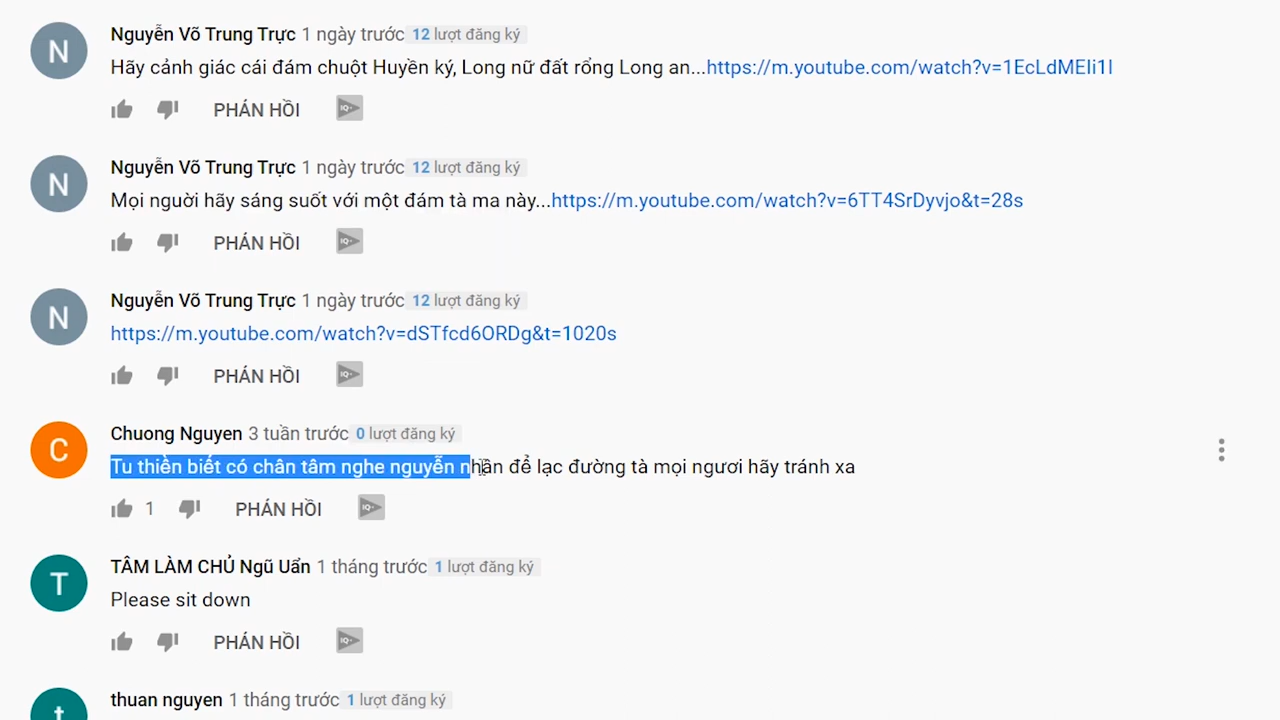 Nguyễn Võ Trung Trực 1 ngày trước 12 lượt đăng ký
Hãy cảnh giác cái đám chuột Huyền ký, Long nữ đất rổng Long an...https://m.youtube.com/watch?v=1EcLdMEIi1I
PHẢN HỒI
Nguyễn Võ Trung Trực 1 ngày trước 12 lượt đăng ký
Mọi nguời hãy sáng suốt với một đám tà ma này...https://m.youtube.com/watch?v=6TT4SrDyvjo&t=28s
PHẢN HỒI
Nguyễn Võ Trung Trực 1 ngày trước 12 lượt đăng ký
https://m.youtube.com/watch?v=dSTfcd6ORDg&t=1020s
PHẢN HỒI
Chuong Nguyen 3 tuần trước 0 lượt đăng ký
Tu thiền biết có chân tâm nghe nguyễn nhân để lạc đường tà mọi ngươi hãy tránh xa
1 PHẢN HỒI
TÂM LÀM CHỦ Ngũ Uẩn 1 tháng trước 1 lượt đăng ký
Please sit down
PHẢN HỒI
thuan nguyen 1 tháng trước 1 lượt đăng ký